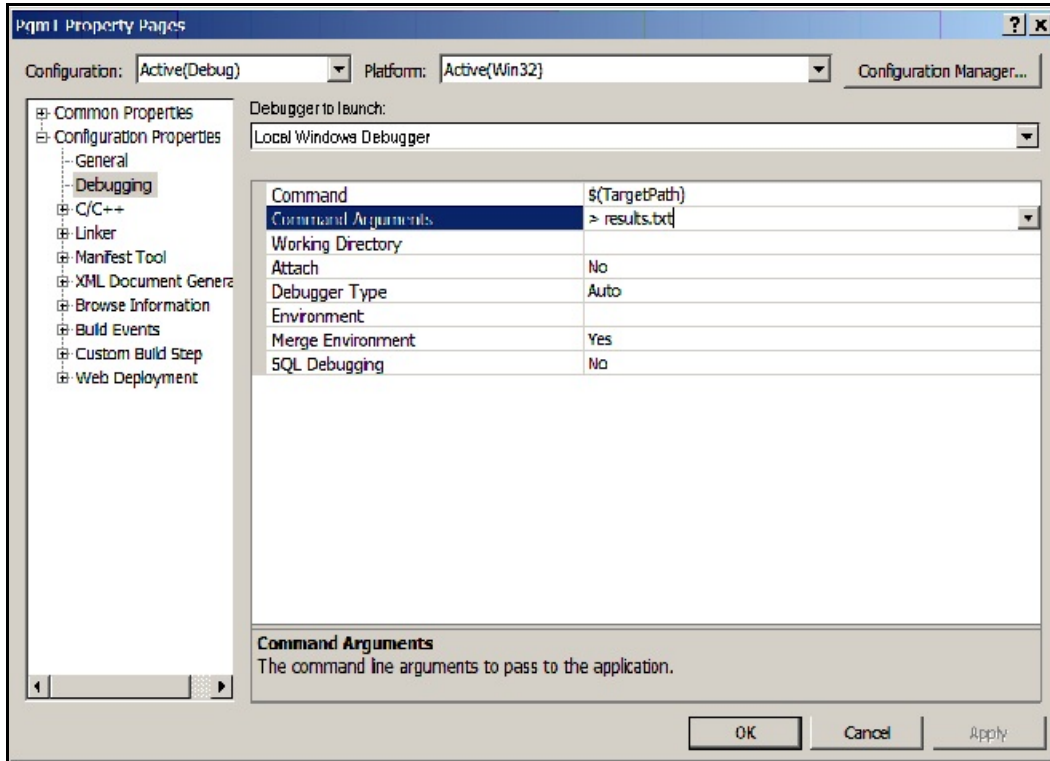 Pgm1 Property Pages
Configuration: Active(Debug) Platform: Active(Win32) Configuration Manager...
Common Properties
Configuration Properties
General
Debugging
C/C++
Linker
Manifest Tool
XML Document Genera
Browse Information
Build Events
Custom Build Step
Web Deployment
Debugger to launch:
Local Windows Debugger
Command $(TargetPath)
Command Arguments > results.txt
Working Directory
Attach No
Debugger Type Auto
Environment
Merge Environment Yes
SQL Debugging No
Command Arguments
The command line arguments to pass to the application.
OK Cancel Apply